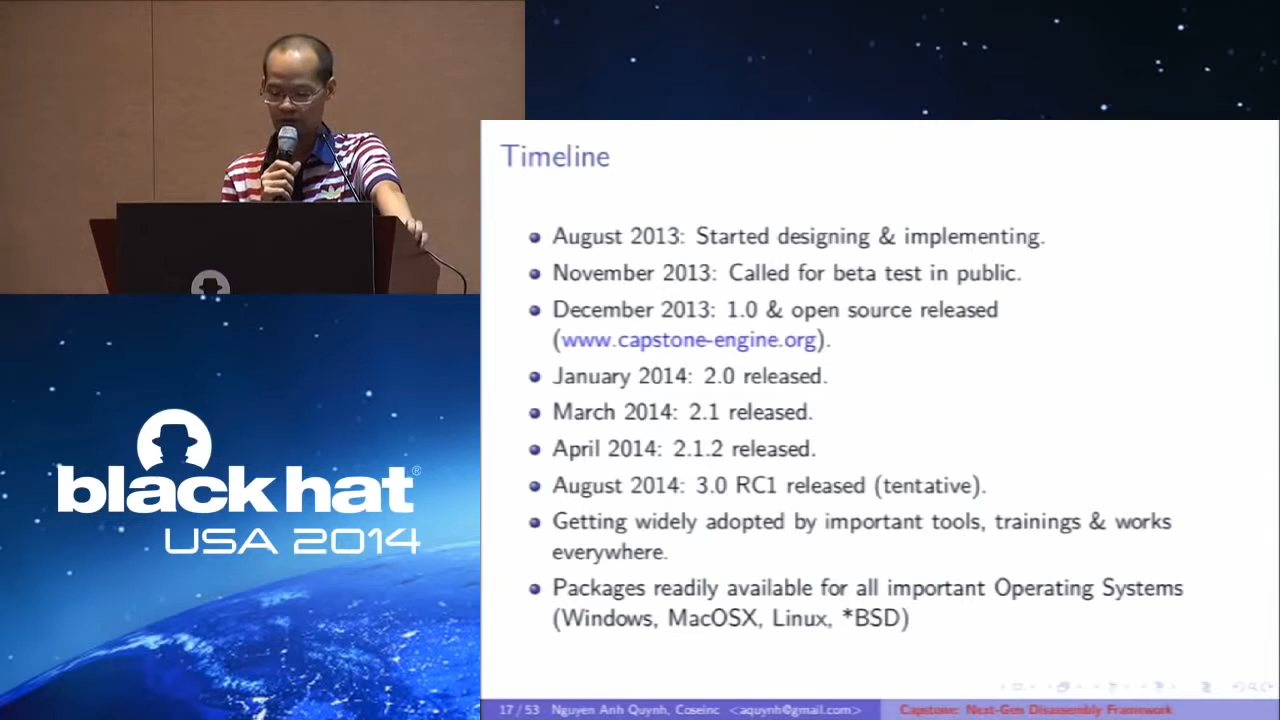 Timeline
August 2013: Started designing & implementing.
November 2013: Called for beta test in public.
December 2013: 1.0 & open source released
(www.capstone-engine.org).
January 2014: 2.0 released.
March 2014: 2.1 released.
April 2014: 2.1.2 released.
August 2014: 3.0 RC1 released (tentative).
Getting widely adopted by important tools, trainings & works
everywhere.
Packages readily available for all important Operating Systems
(Windows, MacOSX, Linux, *BSD)
17 / 53 Nguyen Anh Quynh, Coseinc <aquynh@gmail.com> Capstone: Next-Gen Disassembly Framework
black hat®
USA 2014